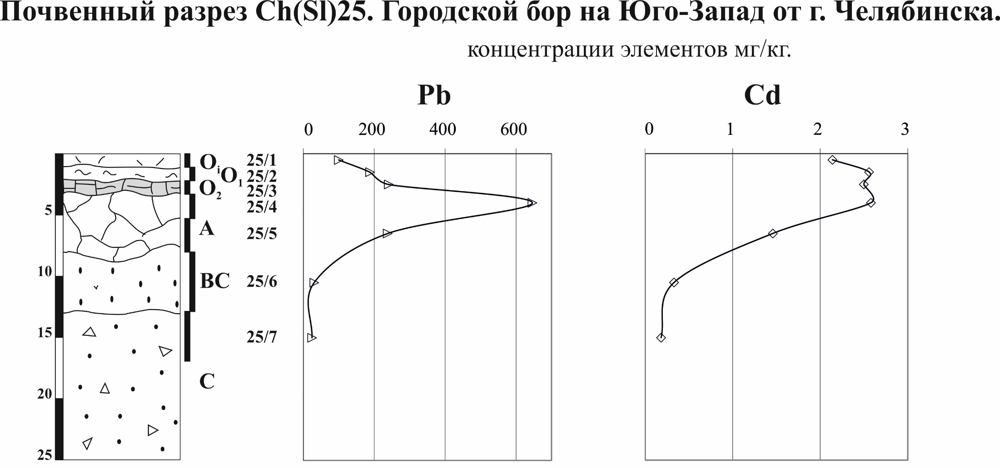 Почвенный разрез Ch(Sl)25. Городской бор на Юго-Запад от г. Челябинска.
концентрации элементов мг/кг.
Pb
Cd
0 200 400 600
0 1 2 3
Oi 25/1
O1 25/2
O2 25/3
25/4
5
A 25/5
10 BC 25/6
15 25/7
C
20
25